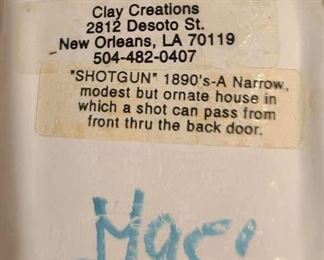 Clay Creations
2812 Desoto St.
New Orleans, LA 70119
504-482-0407
"SHOTGUN" 1890's-A Narrow,
modest but ornate house in
which a shot can pass from
front thru the back door.